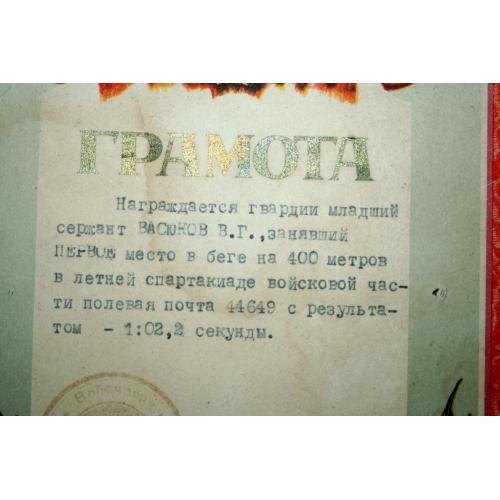 ГРАМОТА
Награждается гвардии младший
сержант ВАСЮКОВ В.Г.,занявший
ПЕРВОЕ место в беге на 400 метров
в летней спартакиаде войсковой час-
ти полевая почта 44649 с результа-
том - 1:02,2 секунды.